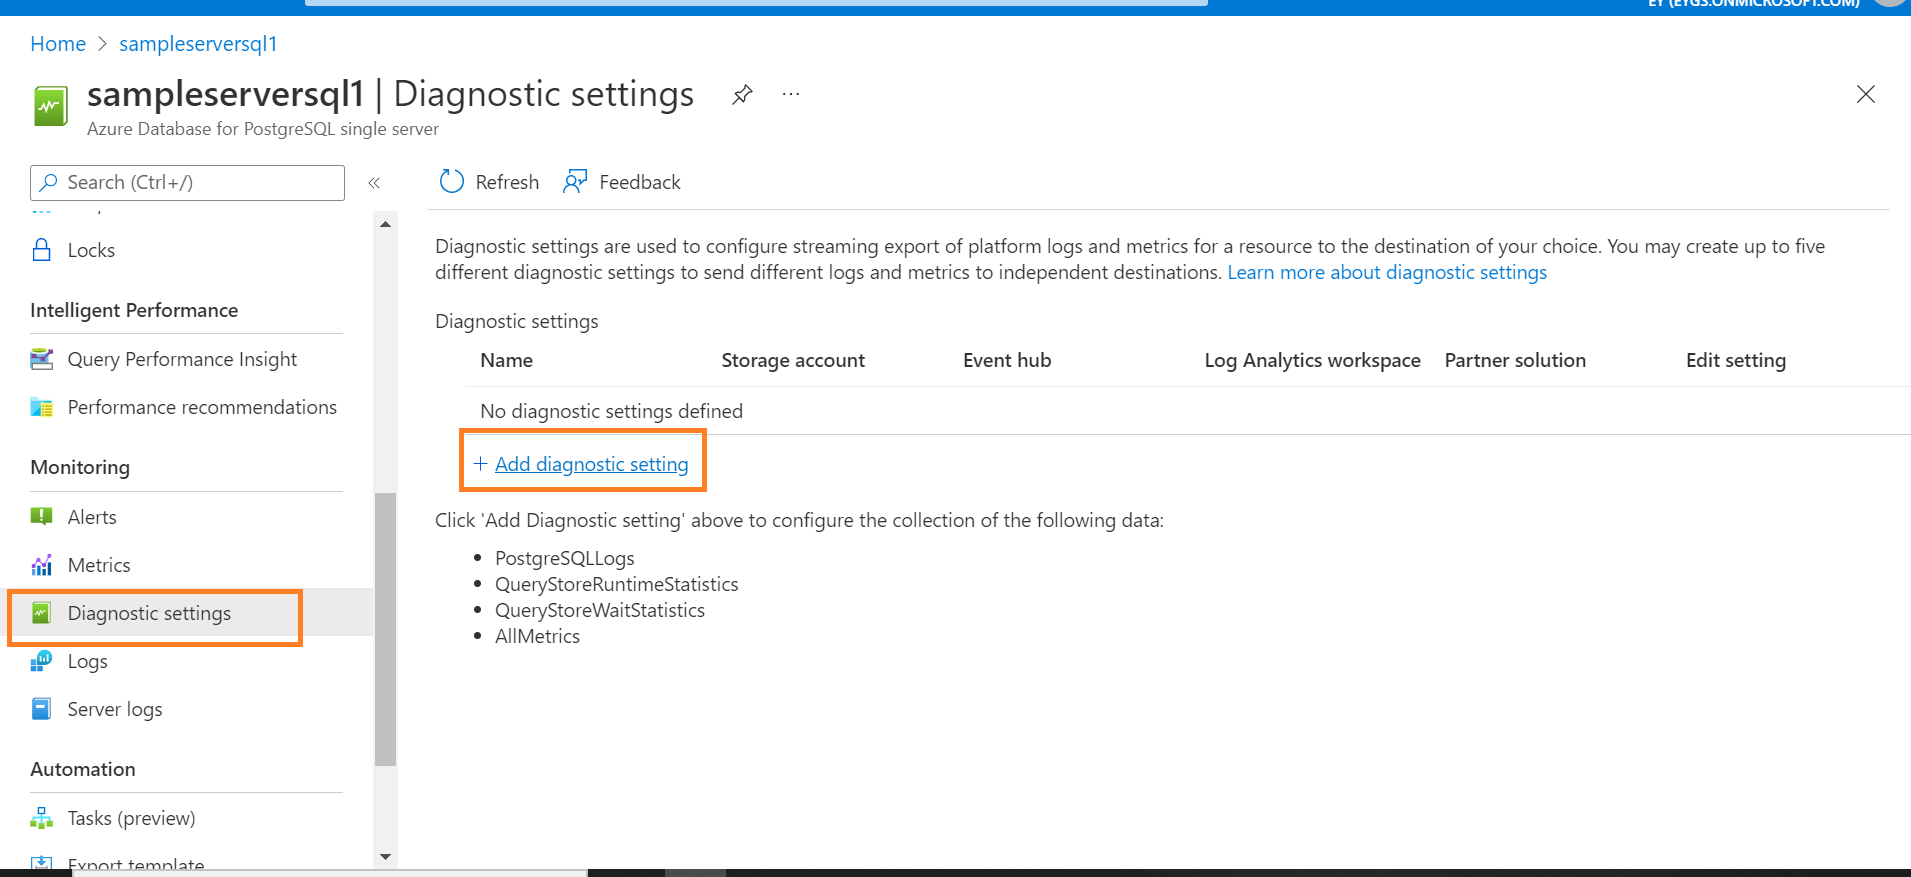 EY (EYGS.ONMICROSOFT.COM)
Home > sampleserversql1
sampleserversql1 | Diagnostic settings ...
Azure Database for PostgreSQL single server
Search (Ctrl+/)
«
Refresh
Feedback
Locks
Intelligent Performance
Query Performance Insight
Performance recommendations
Monitoring
Alerts
Metrics
Diagnostic settings
Logs
Server logs
Automation
Tasks (preview)
Export template
Diagnostic settings are used to configure streaming export of platform logs and metrics for a resource to the destination of your choice. You may create up to five
different diagnostic settings to send different logs and metrics to independent destinations. Learn more about diagnostic settings
Diagnostic settings
Name Storage account Event hub Log Analytics workspace Partner solution Edit setting
No diagnostic settings defined
+ Add diagnostic setting
Click 'Add Diagnostic setting' above to configure the collection of the following data:
• PostgreSQLLogs
• QueryStoreRuntimeStatistics
• QueryStoreWaitStatistics
• AllMetrics